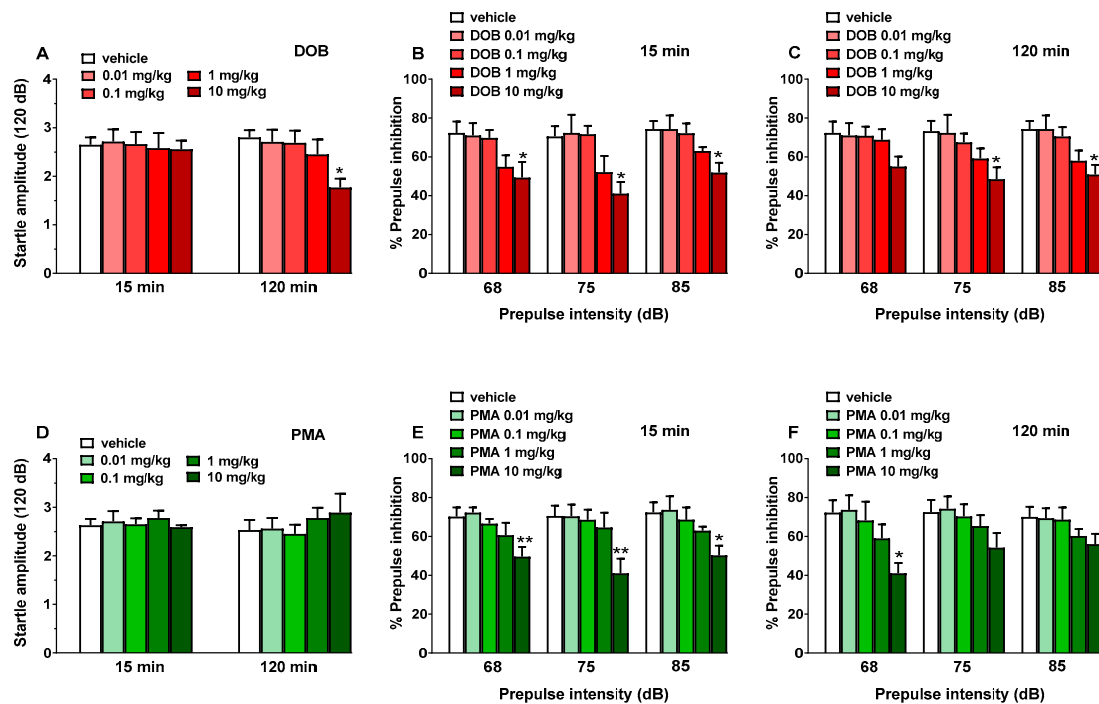 A
DOB
vehicle
0.01 mg/kg
0.1 mg/kg
1 mg/kg
10 mg/kg
Startle amplitude (120 dB)
4
3
2
1
0
*
15 min
120 min
B
15 min
vehicle
DOB 0.01 mg/kg
DOB 0.1 mg/kg
DOB 1 mg/kg
DOB 10 mg/kg
% Prepulse inhibition
100
80
60
40
20
0
*
*
*
68
75
85
Prepulse intensity (dB)
C
120 min
vehicle
DOB 0.01 mg/kg
DOB 0.1 mg/kg
DOB 1 mg/kg
DOB 10 mg/kg
% Prepulse inhibition
100
80
60
40
20
0
*
*
68
75
85
Prepulse intensity (dB)
D
PMA
vehicle
0.01 mg/kg
0.1 mg/kg
1 mg/kg
10 mg/kg
Startle amplitude (120 dB)
4
3
2
1
0
15 min
120 min
E
15 min
vehicle
PMA 0.01 mg/kg
PMA 0.1 mg/kg
PMA 1 mg/kg
PMA 10 mg/kg
% Prepulse inhibition
100
80
60
40
20
0
**
**
*
68
75
85
Prepulse intensity (dB)
F
120 min
vehicle
PMA 0.01 mg/kg
PMA 0.1 mg/kg
PMA 1 mg/kg
PMA 10 mg/kg
% Prepulse inhibition
100
80
60
40
20
0
*
68
75
85
Prepulse intensity (dB)